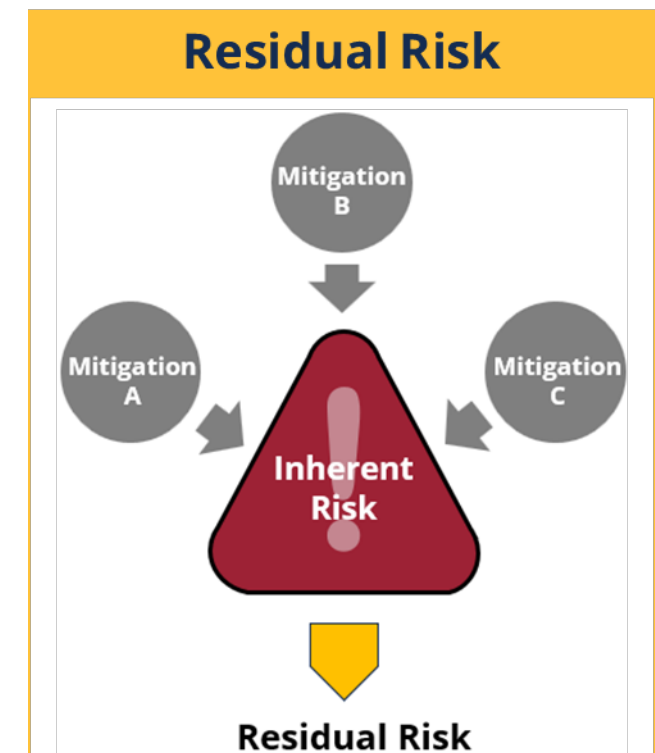 Residual Risk
Mitigation
B
Mitigation
A
Mitigation
C
Inherent
Risk
Residual Risk